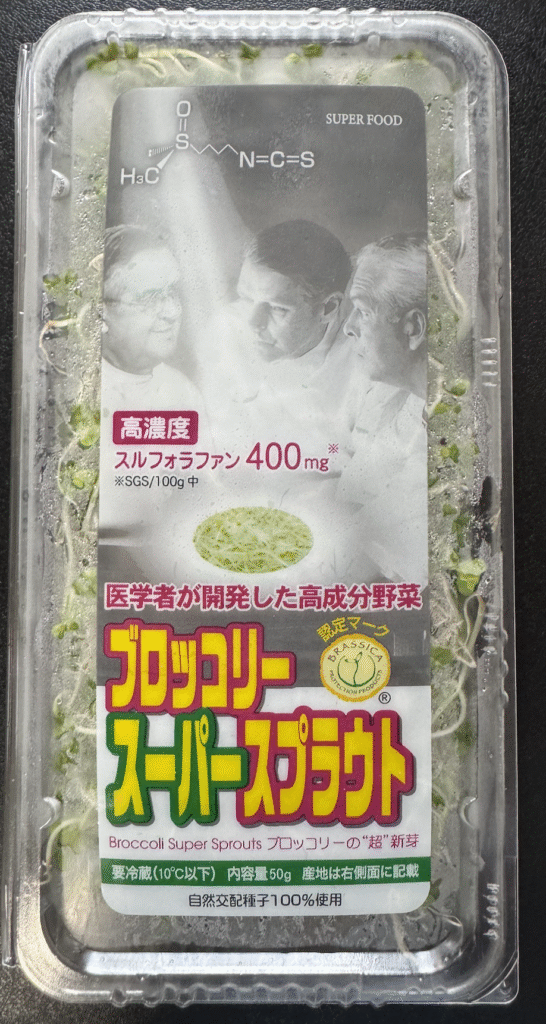 SUPER FOOD
O
S
H₃C
N=C=S
高濃度
スルフォラファン 400mg※
※SGS/100g中
医学者が開発した高成分野菜
認定マーク
BRASSICA
PROTECTION PRODUCTS
®
ブロッコリー
スーパースプラウト
Broccoli Super Sprouts ブロッコリーの“超”新芽
要冷蔵(10℃以下) 内容量50g 産地は右側面に記載
自然交配種子100%使用